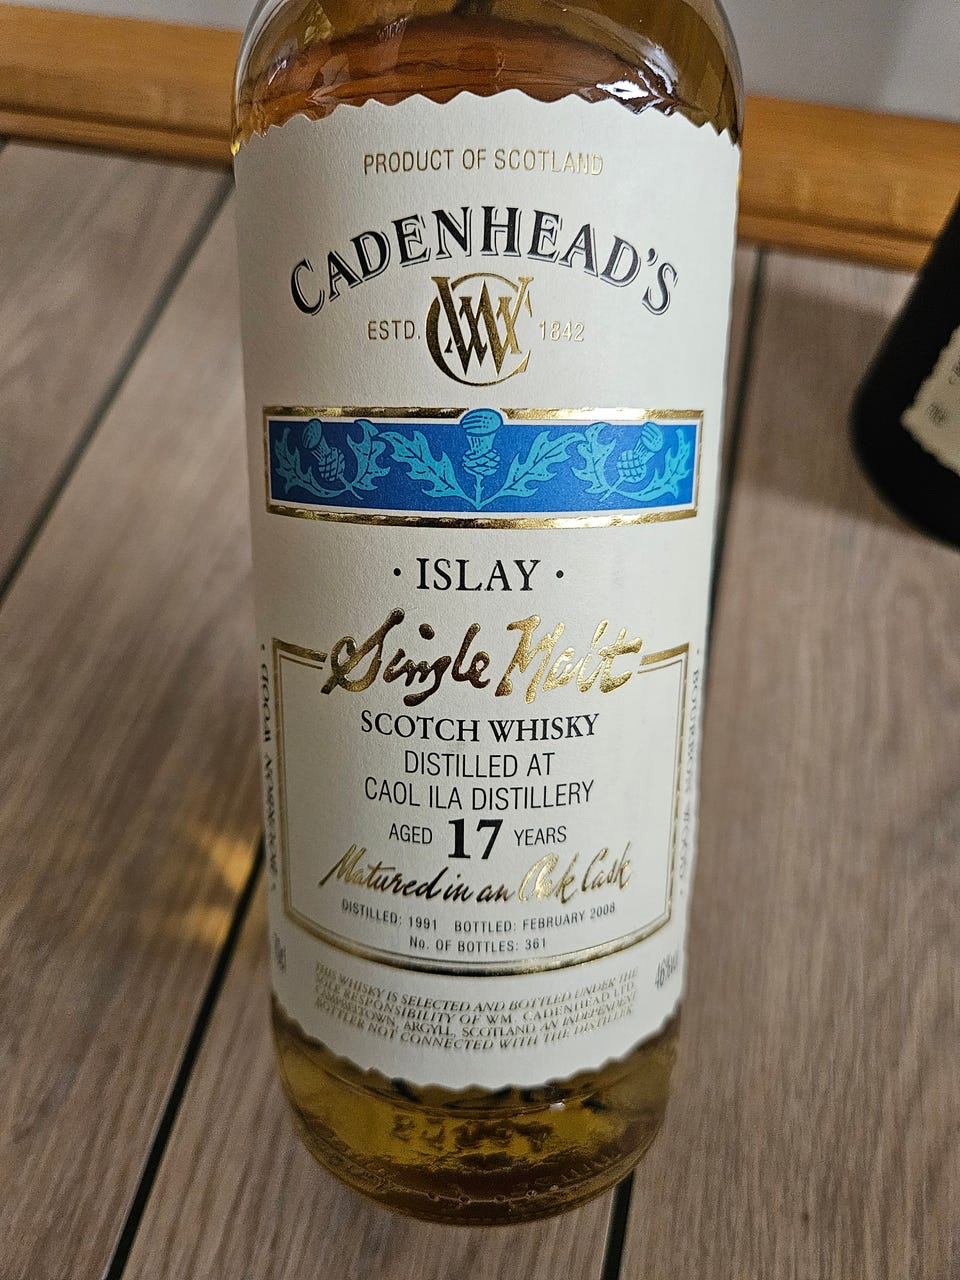 PRODUCT OF SCOTLAND
CADENHEAD'S
ESTD. WC 1842
· ISLAY ·
Single Malt
SCOTCH WHISKY
DISTILLED AT
CAOL ILA DISTILLERY
AGED 17 YEARS
Matured in an Oak Cask
DISTILLED: 1991 BOTTLED: FEBRUARY 2008
No. OF BOTTLES: 361
BOURBON WOOD
70cl
46%vol
THIS WHISKY IS SELECTED AND BOTTLED UNDER THE
SOLE RESPONSIBILITY OF WM. CADENHEAD LTD.
CAMPBELTOWN, ARGYLL, SCOTLAND AN INDEPENDENT
BOTTLER NOT CONNECTED WITH THE DISTILLER